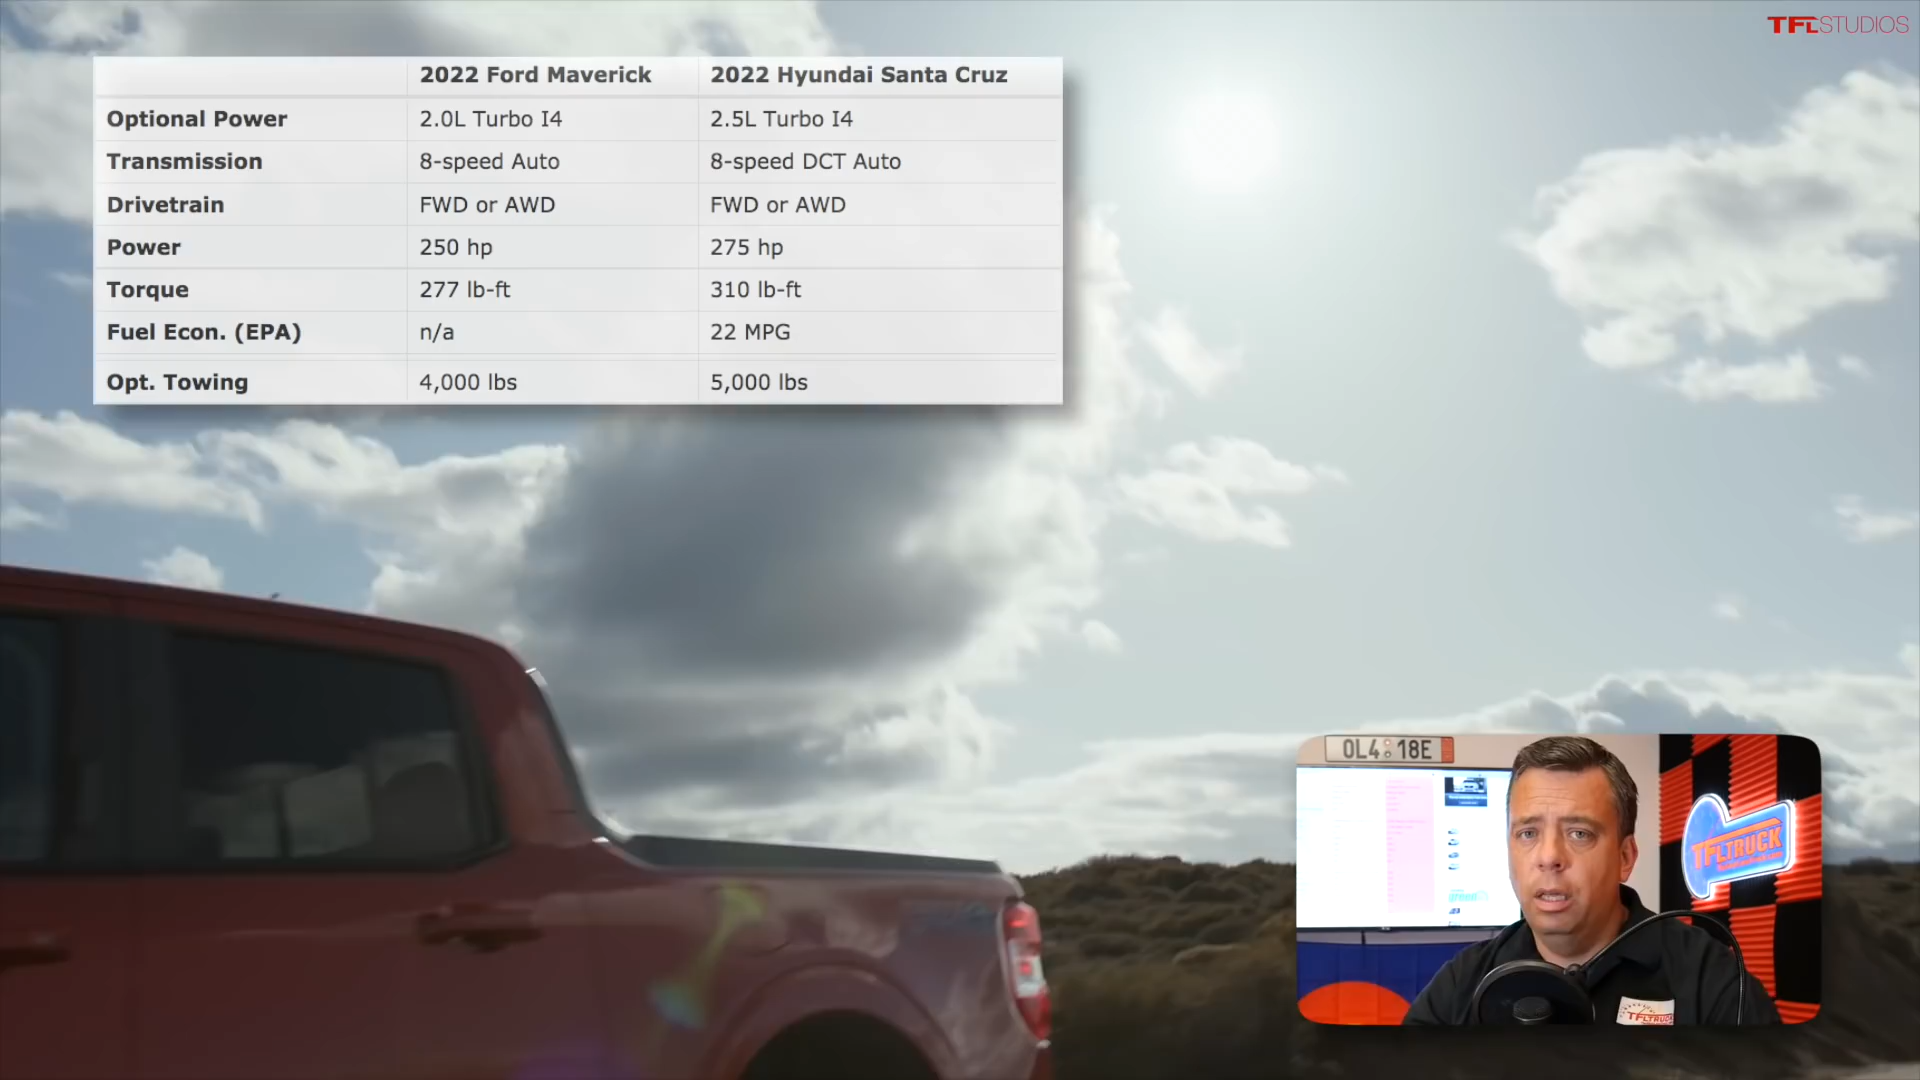 TFLSTUDIOS
2022 Ford Maverick 2022 Hyundai Santa Cruz
Optional Power 2.0L Turbo I4 2.5L Turbo I4
Transmission 8-speed Auto 8-speed DCT Auto
Drivetrain FWD or AWD FWD or AWD
Power 250 hp 275 hp
Torque 277 lb-ft 310 lb-ft
Fuel Econ. (EPA) n/a 22 MPG
Opt. Towing 4,000 lbs 5,000 lbs
OL4 18E
TFLTRUCK
TFLTRUCK